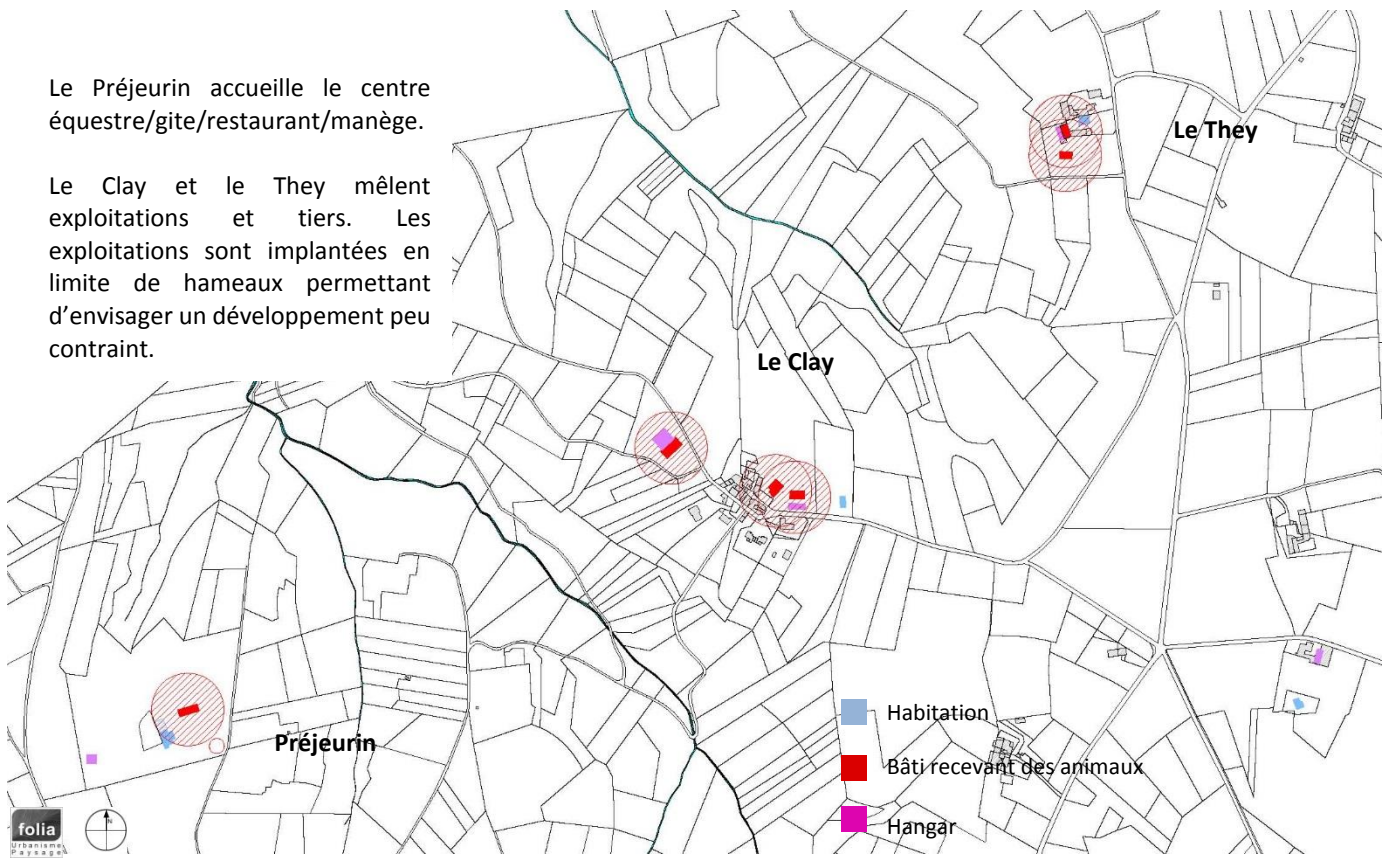 Le Préjeurin accueille le centre
équestre/gite/restaurant/manège.
Le Clay et le They mêlent
exploitations et tiers. Les
exploitations sont implantées en
limite de hameaux permettant
d'envisager un développement peu
contraint.
Le They
Le Clay
Préjeurin
Habitation
Bâti recevant des animaux
Hangar
folia
Urbanisme
Paysage
N